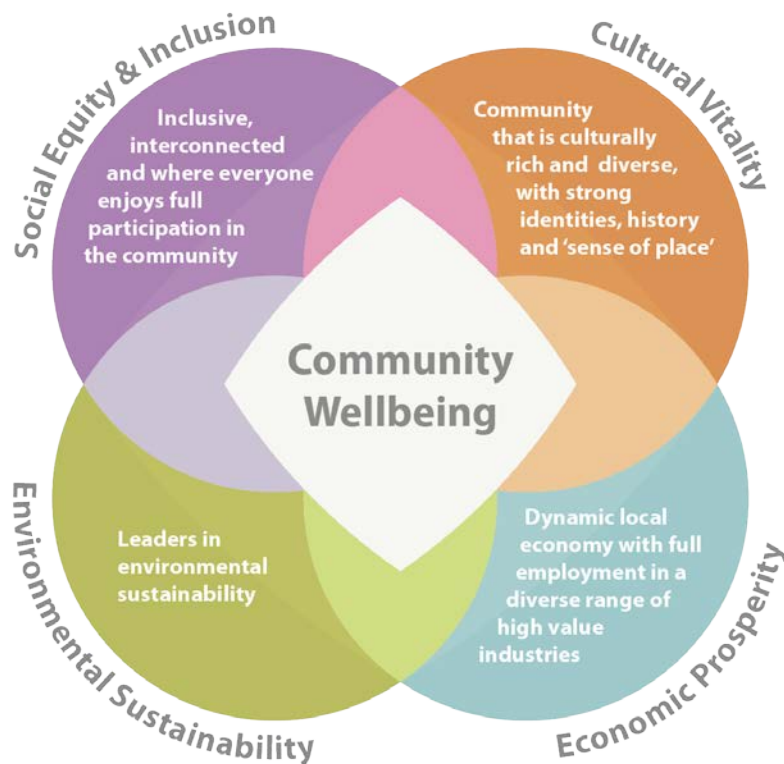 Social Equity & Inclusion
Inclusive,
interconnected
and where everyone
enjoys full
participation in
the community
Cultural Vitality
Community
that is culturally
rich and diverse,
with strong
identities, history
and ‘sense of place’
Community
Wellbeing
Environmental Sustainability
Leaders in
environmental
sustainability
Economic Prosperity
Dynamic local
economy with full
employment in a
diverse range of
high value
industries